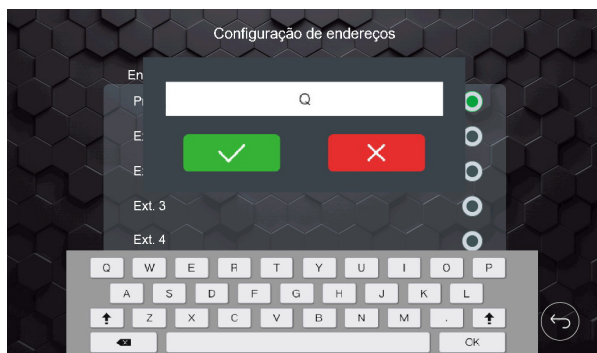 Configuração de endereços
En
Q
Pr
E
E
Ext. 3
Ext. 4
Q W E R T Y U I O P
A S D F G H J K L
Z X C V B N M .
OK